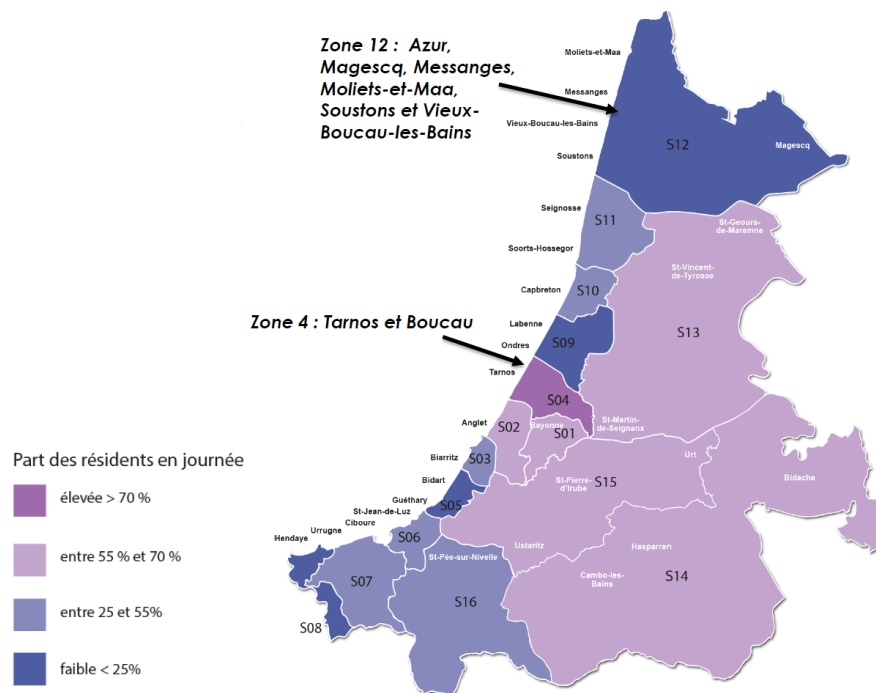 Zone 12 : Azur,
Magescq, Messanges,
Moliets-et-Maa,
Soustons et Vieux-
Boucau-les-Bains
Moliets-et-Maa
Messanges
Vieux-Boucau-les-Bains
Soustons
S12
Magescq
Seignosse
S11
Soorts-Hossegor
St-Geours-
de-Maremne
St-Vincent-
de-Tyrosse
Capbreton
S10
Zone 4 : Tarnos et Boucau
Labenne
Ondres
S09
S13
Tarnos
S04
St-Martin-
de-Seignanx
Anglet
S02
Bayonne
S01
Biarritz
S03
Bidart
S05
Urt
Bidache
St-Pierre-
d'Irube
S15
Guéthary
St-Jean-de-Luz
Ciboure
Urrugne
Hendaye
S06
Ustaritz
Hasparren
St-Pée-sur-Nivelle
Cambo-les-
Bains
S14
S07
S16
S08
Part des résidents en journée
élevée > 70 %
entre 55 % et 70 %
entre 25 et 55%
faible < 25%